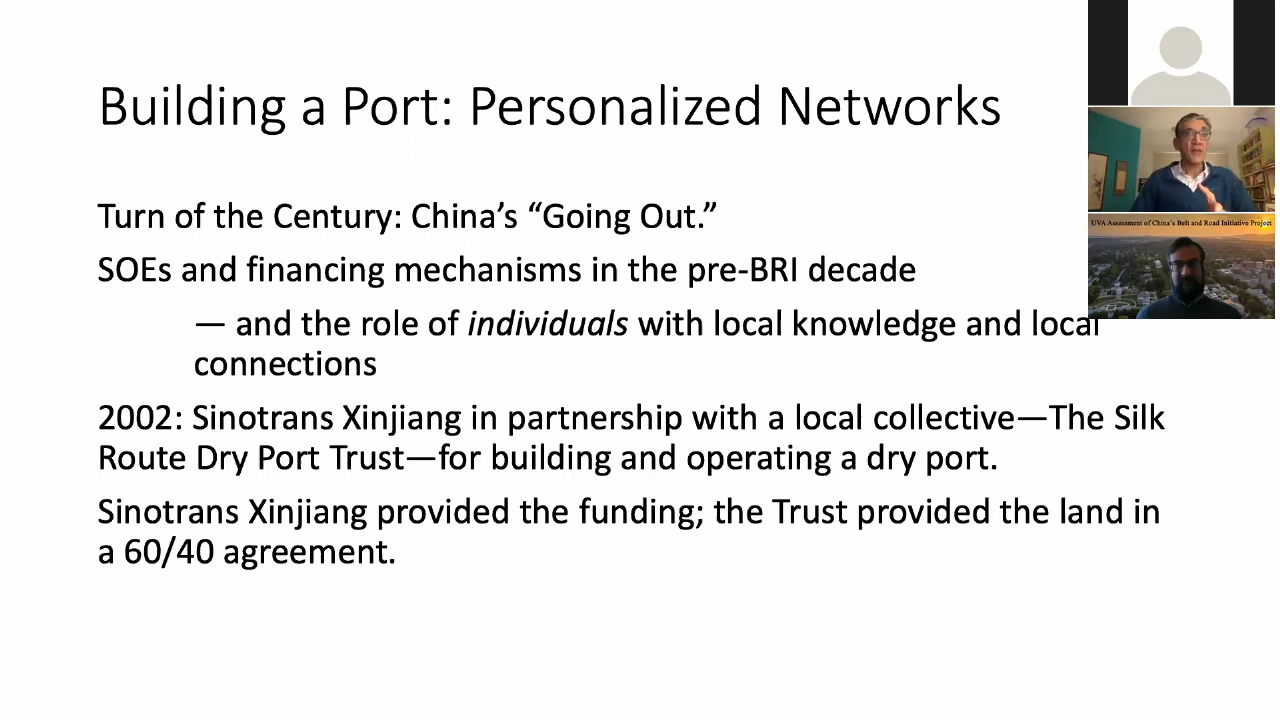 Building a Port: Personalized Networks
Turn of the Century: China’s “Going Out.”
SOEs and financing mechanisms in the pre-BRI decade
— and the role of individuals with local knowledge and local
connections
2002: Sinotrans Xinjiang in partnership with a local collective—The Silk
Route Dry Port Trust—for building and operating a dry port.
Sinotrans Xinjiang provided the funding; the Trust provided the land in
a 60/40 agreement.
UVA Assessment of China's Belt and Road Initiative Project